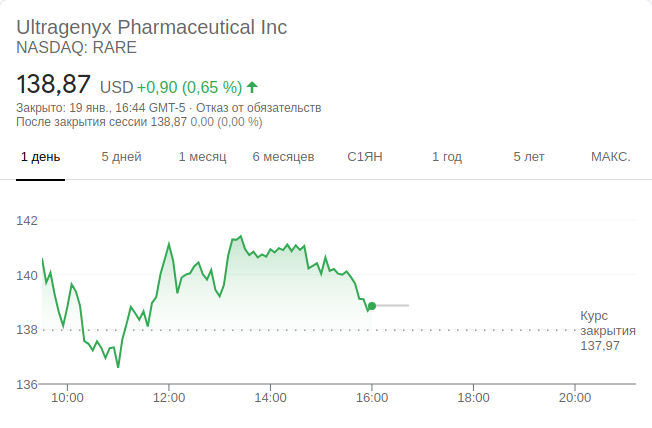 Ultragenyx Pharmaceutical Inc
NASDAQ: RARE
138,87 USD +0,90 (0,65 %)
Закрыто: 19 янв., 16:44 GMT-5 · Отказ от обязательств
После закрытия сессии 138,87 0,00 (0,00 %)
1 день 5 дней 1 месяц 6 месяцев С1ЯН 1 год 5 лет МАКС.
142
140
138
Курс
закрытия
137,97
136
10:00 12:00 14:00 16:00 18:00 20:00